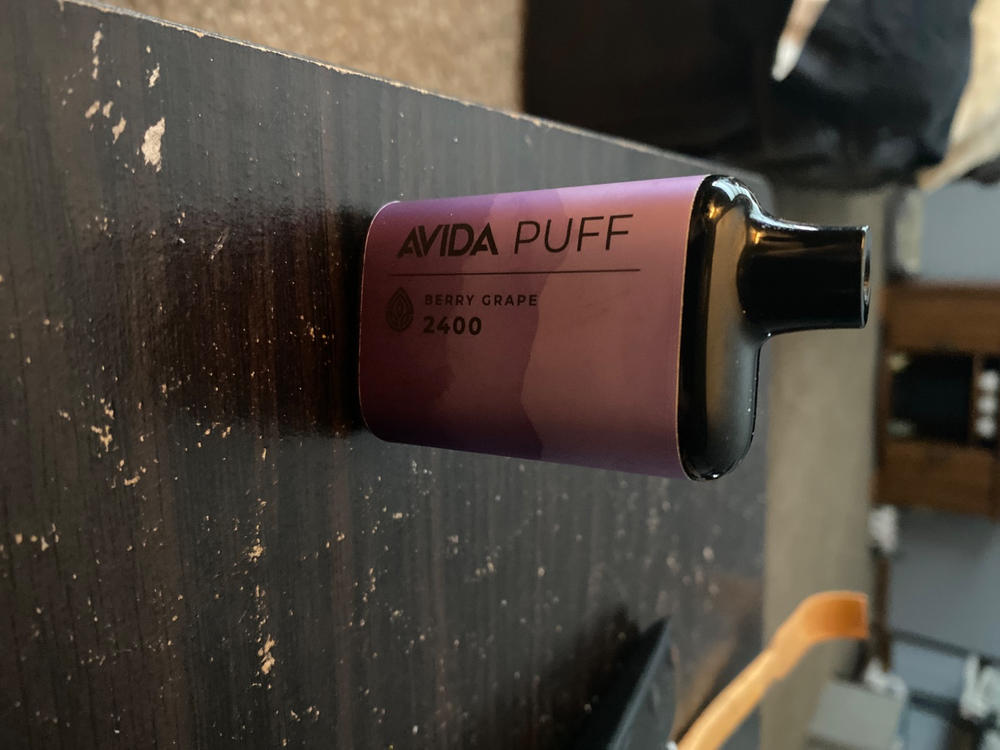 AVIDA PUFF
BERRY GRAPE
2400